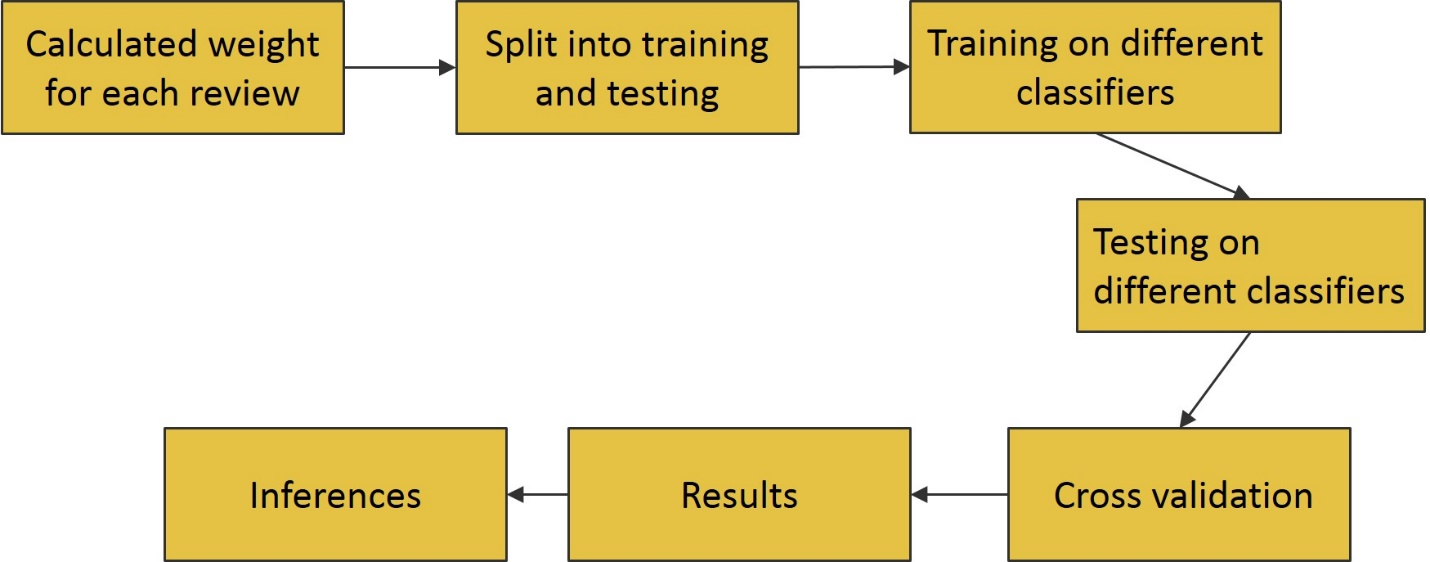 Calculated weight
for each review
Split into training
and testing
Training on different
classifiers
Testing on
different classifiers
Cross validation
Results
Inferences